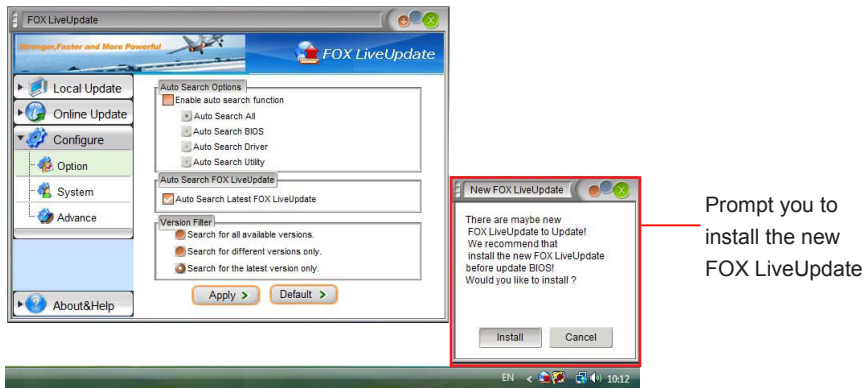 FOX LiveUpdate
Stronger,Faster and More Powerful
FOX LiveUpdate
Local Update
Online Update
Configure
Option
System
Advance
About&Help
Auto Search Options
Enable auto search function
Auto Search All
Auto Search BIOS
Auto Search Driver
Auto Search Utility
Auto Search FOX LiveUpdate
Auto Search Latest FOX LiveUpdate
Version Filter
Search for all available versions.
Search for different versions only.
Search for the latest version only.
Apply
Default
New FOX LiveUpdate
There are maybe new
FOX LiveUpdate to Update!
We recommend that
install the new FOX LiveUpdate
before update BIOS!
Would you like to install ?
Install
Cancel
Prompt you to
install the new
FOX LiveUpdate
EN
10:12